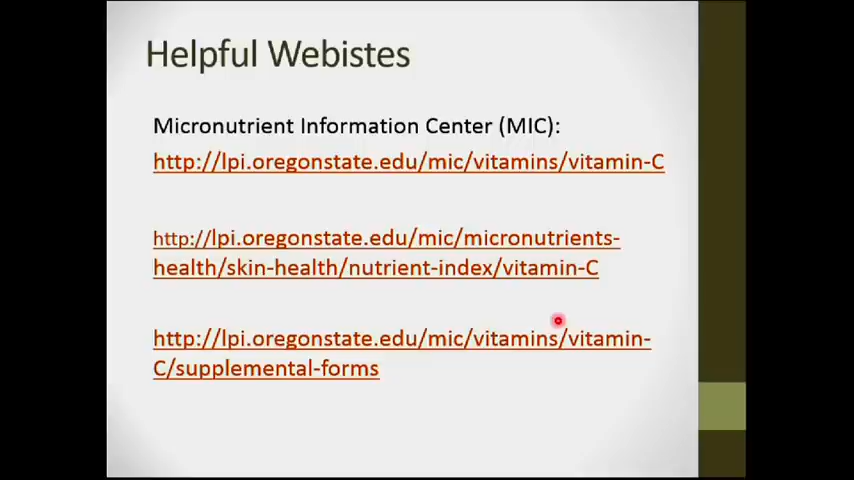 Helpful Webistes
Micronutrient Information Center (MIC):
http://lpi.oregonstate.edu/mic/vitamins/vitamin-C
http://lpi.oregonstate.edu/mic/micronutrients-
health/skin-health/nutrient-index/vitamin-C
http://lpi.oregonstate.edu/mic/vitamins/vitamin-
C/supplemental-forms